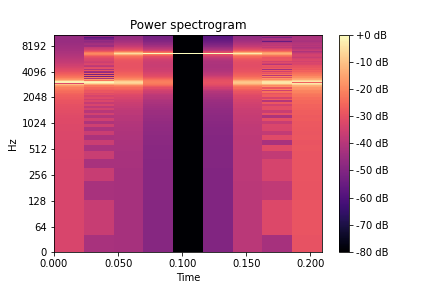 Power spectrogram
8192
4096
2048
1024
512
256
128
64
0
Hz
0.000 0.050 0.100 0.150 0.200
Time
+0 dB
-10 dB
-20 dB
-30 dB
-40 dB
-50 dB
-60 dB
-70 dB
-80 dB